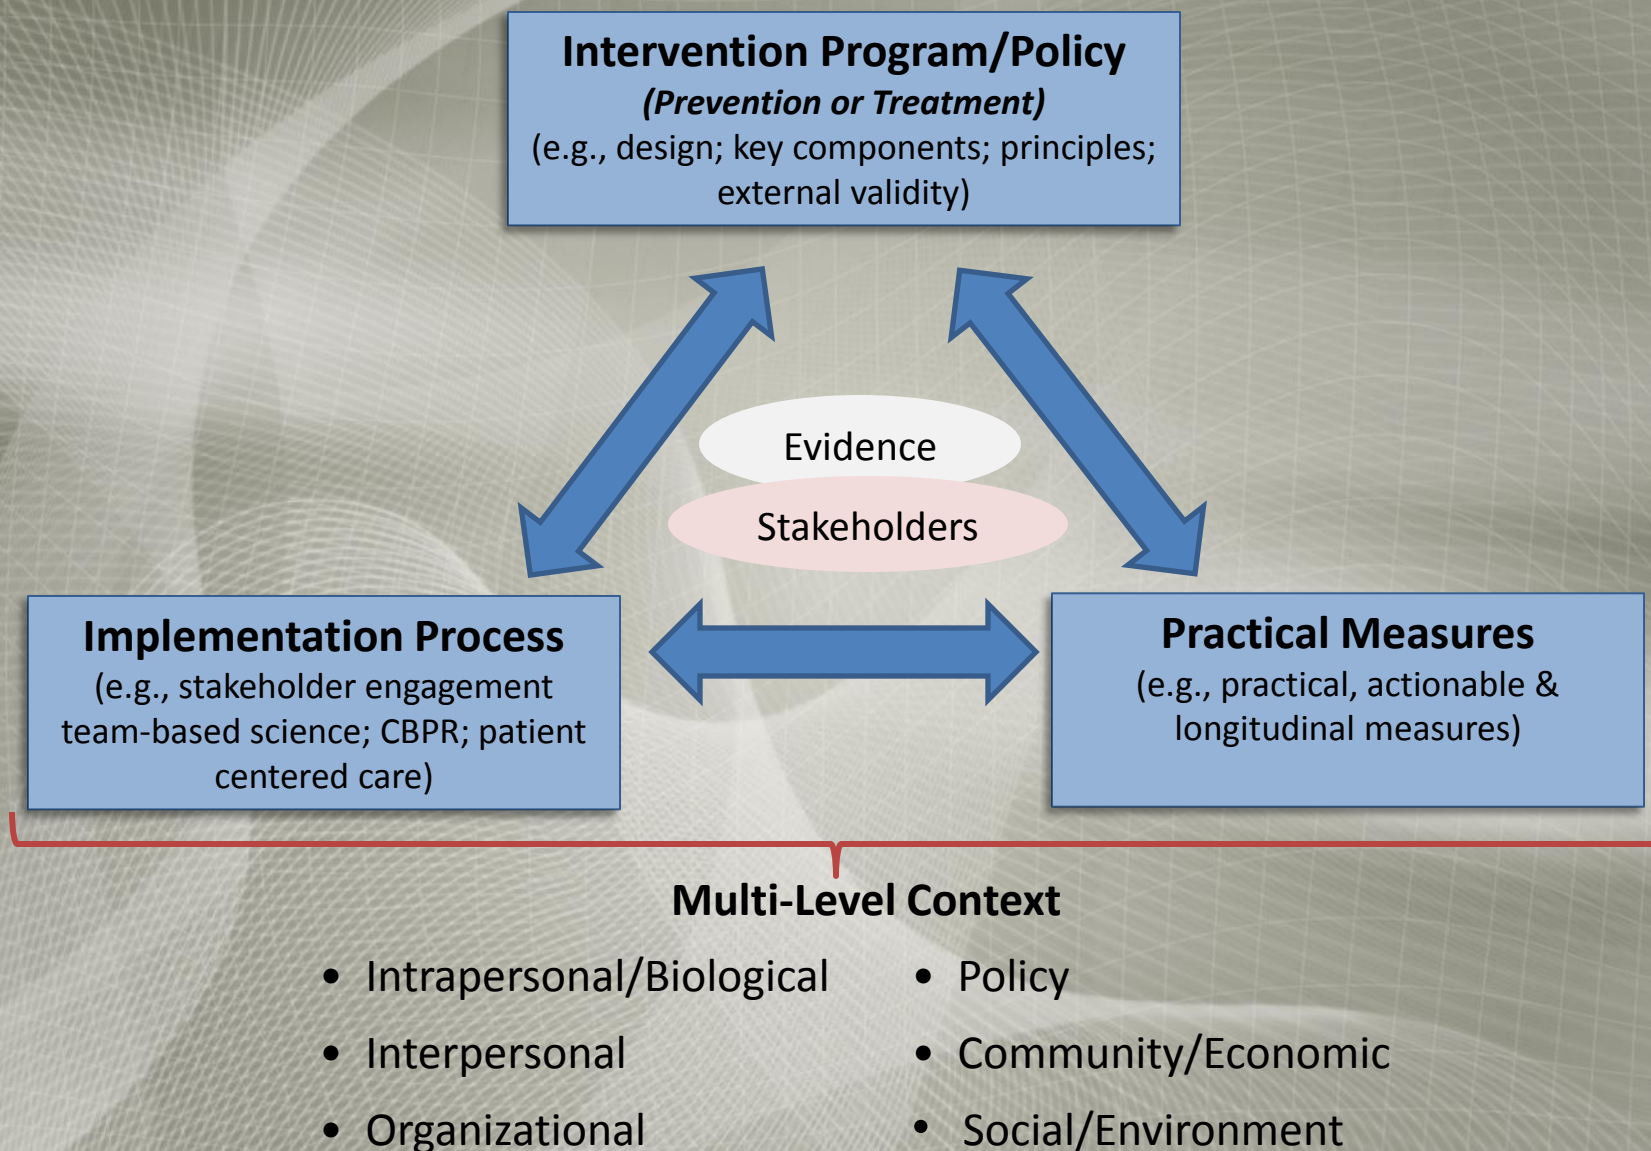 Intervention Program/Policy
(Prevention or Treatment)
(e.g., design; key components; principles;
external validity)
Evidence
Stakeholders
Implementation Process
(e.g., stakeholder engagement
team-based science; CBPR; patient
centered care)
Practical Measures
(e.g., practical, actionable &
longitudinal measures)
Multi-Level Context
• Intrapersonal/Biological
• Interpersonal
• Organizational
• Policy
• Community/Economic
• Social/Environment